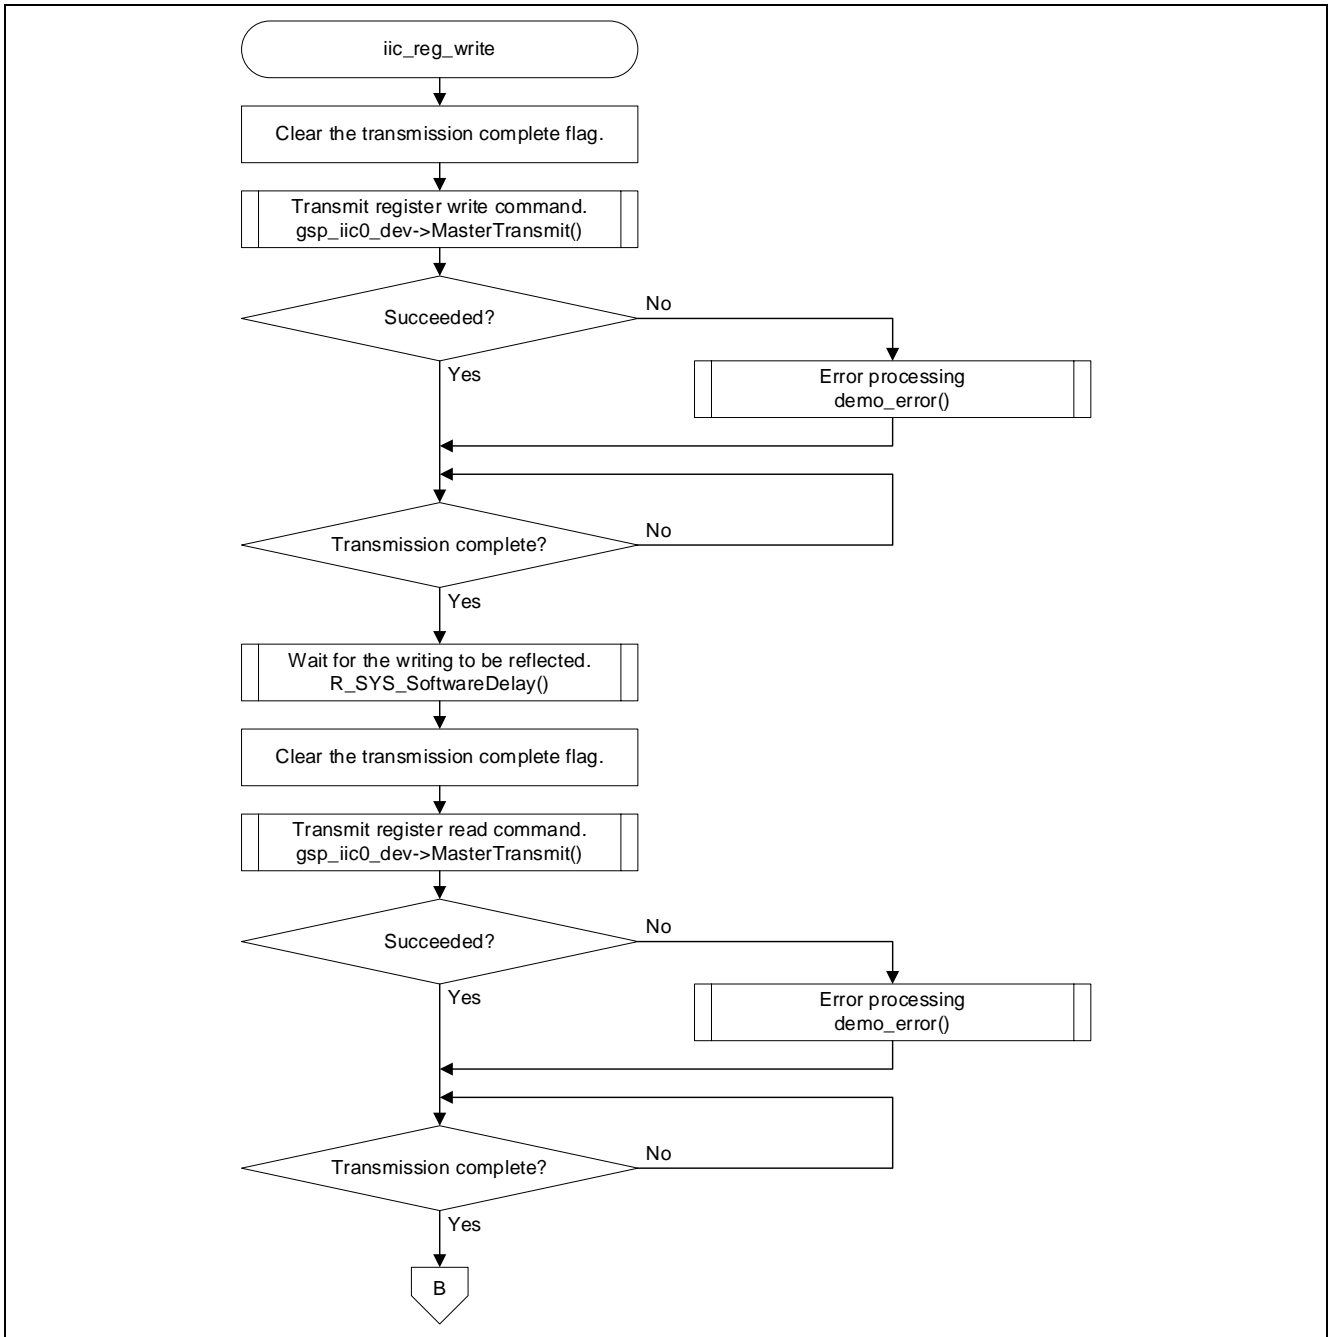 iic_reg_write
Clear the transmission complete flag.
Transmit register write command.
gsp_iic0_dev->MasterTransmit()
Succeeded?
No
Error processing
demo_error()
Yes
Transmission complete?
No
Yes
Wait for the writing to be reflected.
R_SYS_SoftwareDelay()
Clear the transmission complete flag.
Transmit register read command.
gsp_iic0_dev->MasterTransmit()
Succeeded?
No
Error processing
demo_error()
Yes
Transmission complete?
No
Yes
B